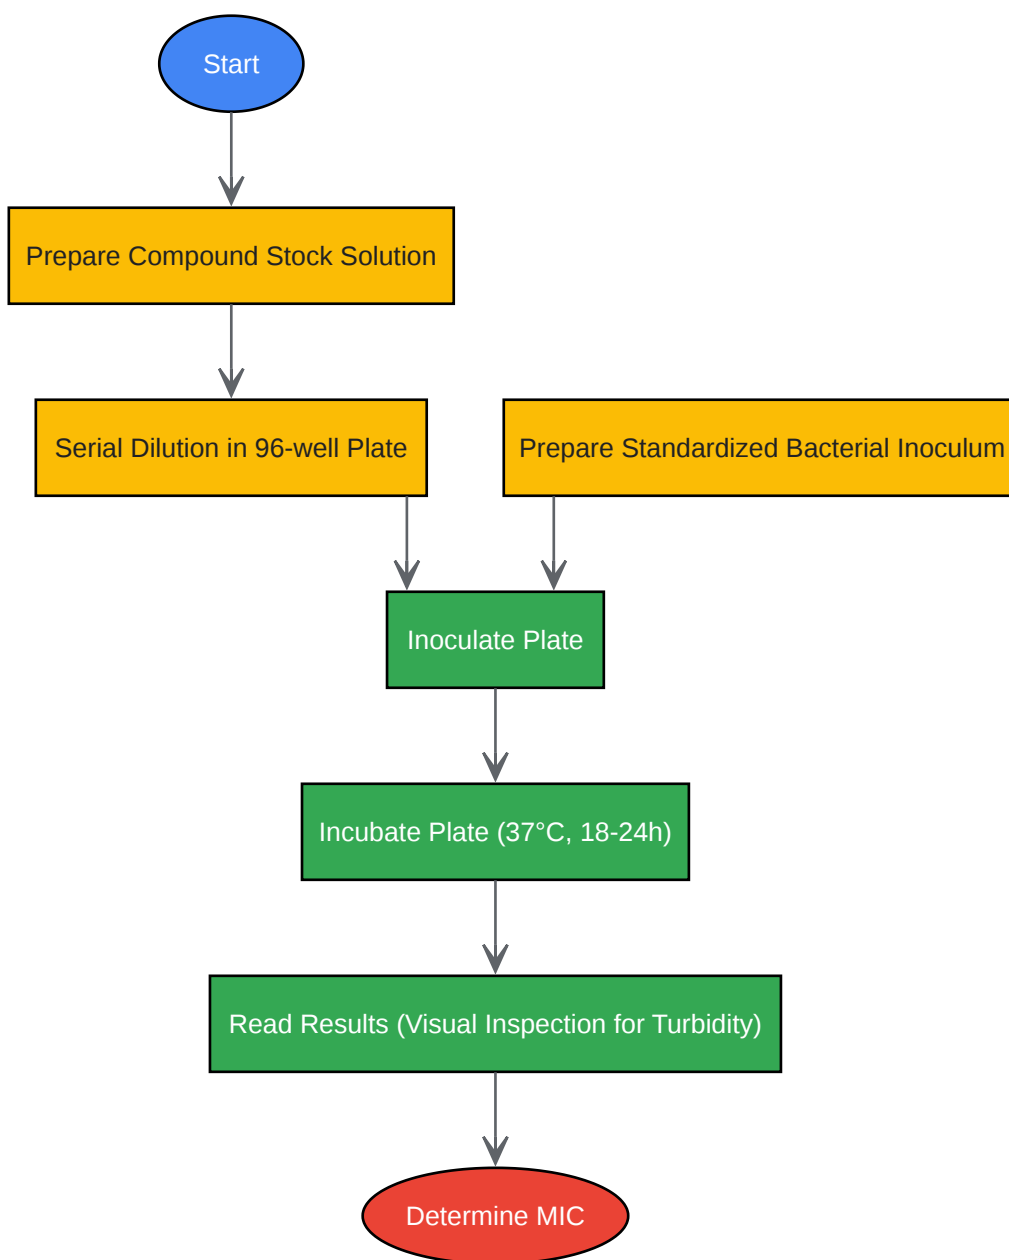 Start
Prepare Compound Stock Solution
Serial Dilution in 96-well Plate
Prepare Standardized Bacterial Inoculum
Inoculate Plate
Incubate Plate (37°C, 18-24h)
Read Results (Visual Inspection for Turbidity)
Determine MIC